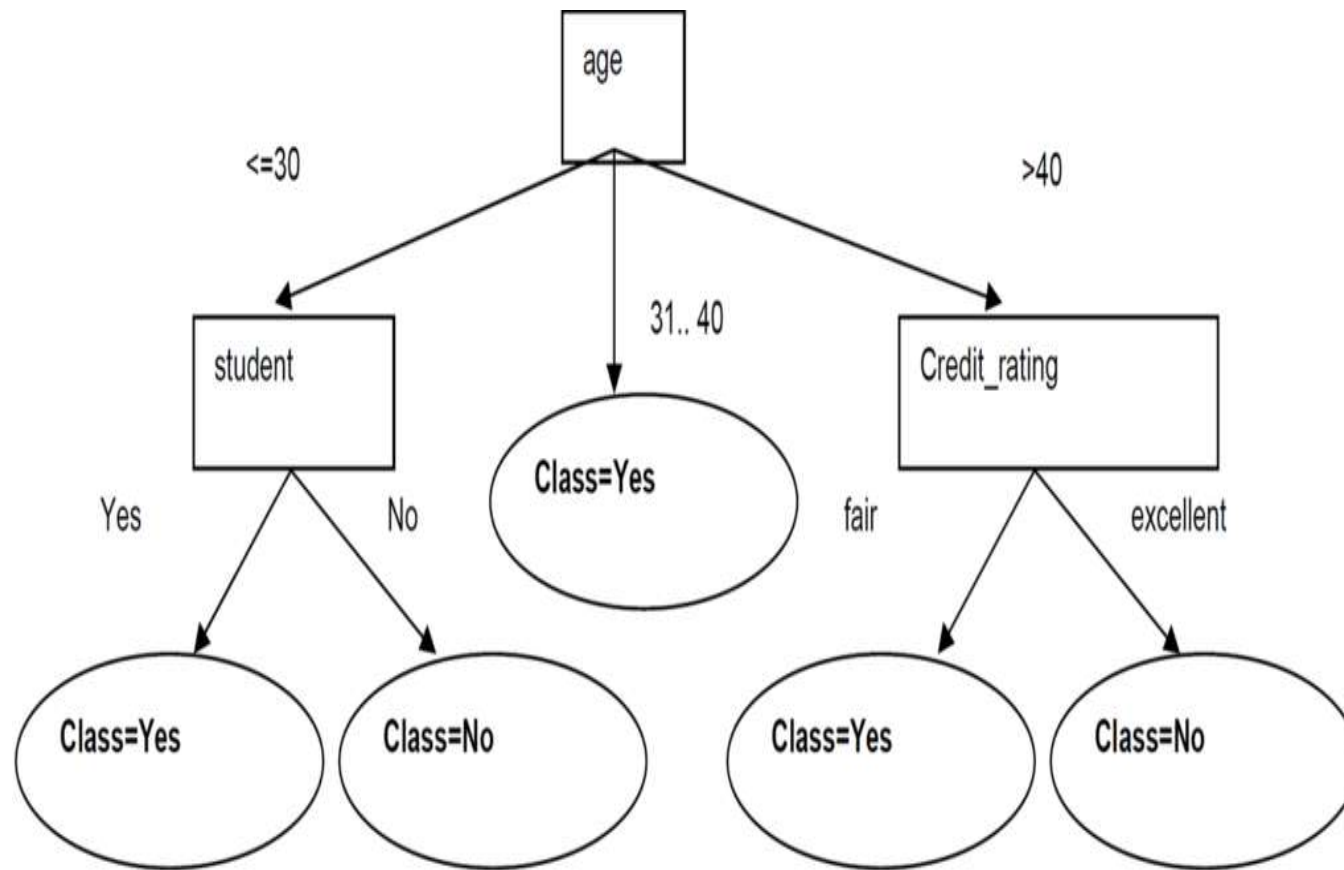 age
<=30
>40
31.. 40
student
Credit_rating
Class=Yes
Yes
No
fair
excellent
Class=Yes
Class=No
Class=Yes
Class=No